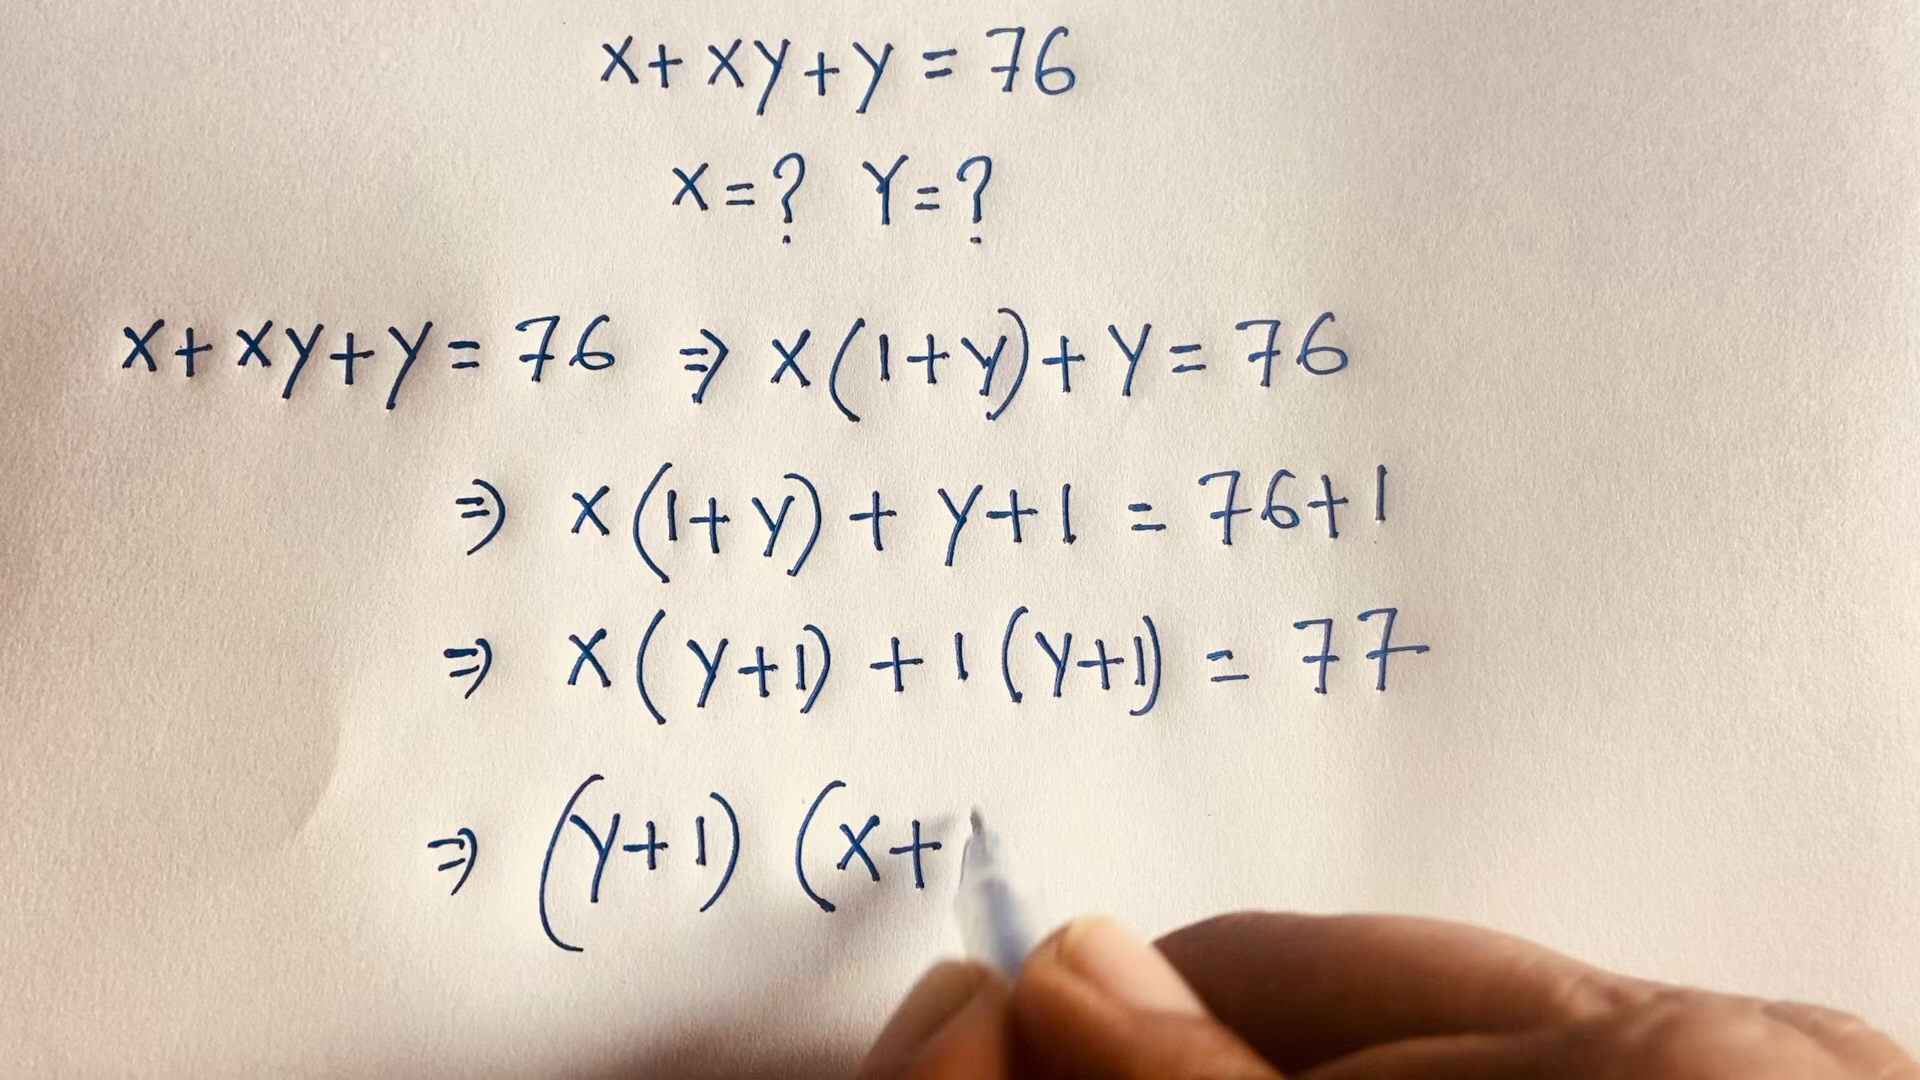 x + xy + y = 76
x = ? Y = ?
x + xy + y = 76 ⇒ x (1 + y) + y = 76
⇒ x (1 + y) + y + 1 = 76 + 1
⇒ x (y + 1) + 1 (y + 1) = 77
⇒ (y + 1) (x +